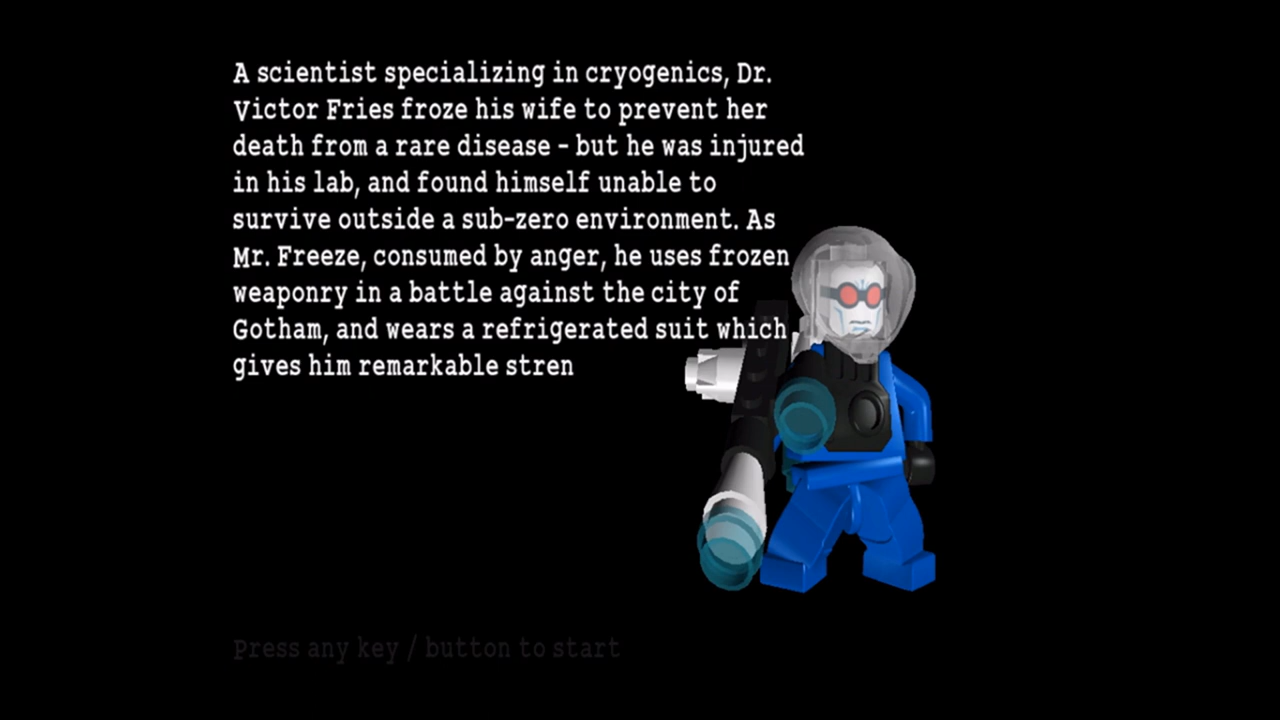 A scientist specializing in cryogenics, Dr.
Victor Fries froze his wife to prevent her
death from a rare disease - but he was injured
in his lab, and found himself unable to
survive outside a sub-zero environment. As
Mr. Freeze, consumed by anger, he uses frozen
weaponry in a battle against the city of
Gotham, and wears a refrigerated suit which
gives him remarkable stren
Press any key / button to start